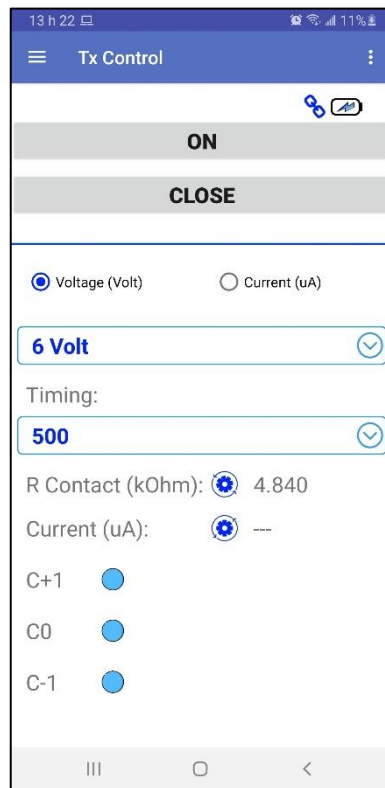 13 h 22 11%
Tx Control
ON
CLOSE
Voltage (Volt) Current (uA)
6 Volt
Timing:
500
R Contact (kOhm): 4.840
Current (uA): ---
C+1
C0
C-1